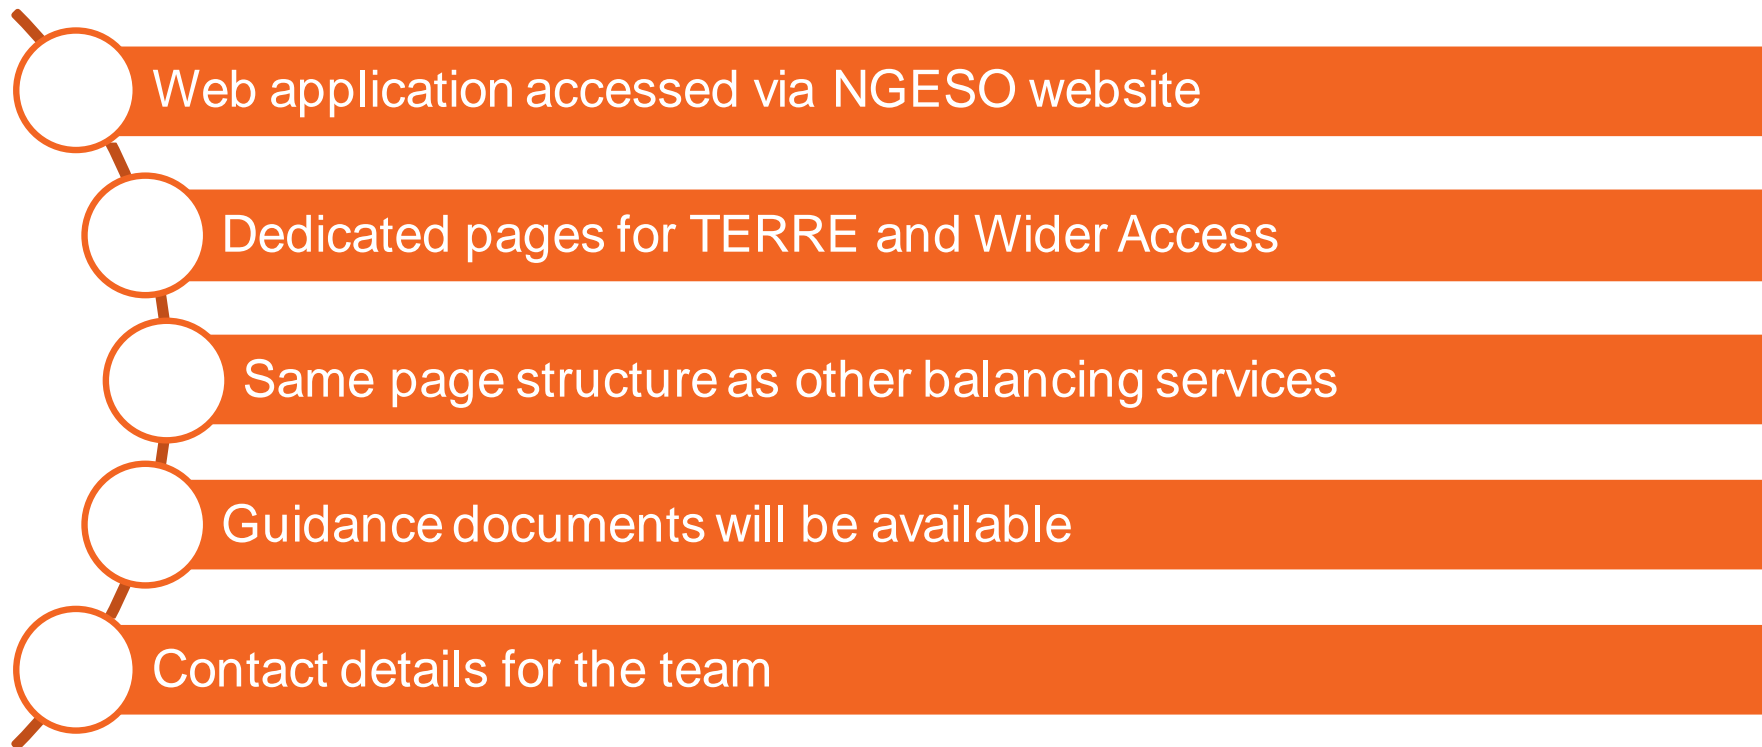 Web application accessed via NGESO website
Dedicated pages for TERRE and Wider Access
Same page structure as other balancing services
Guidance documents will be available
Contact details for the team